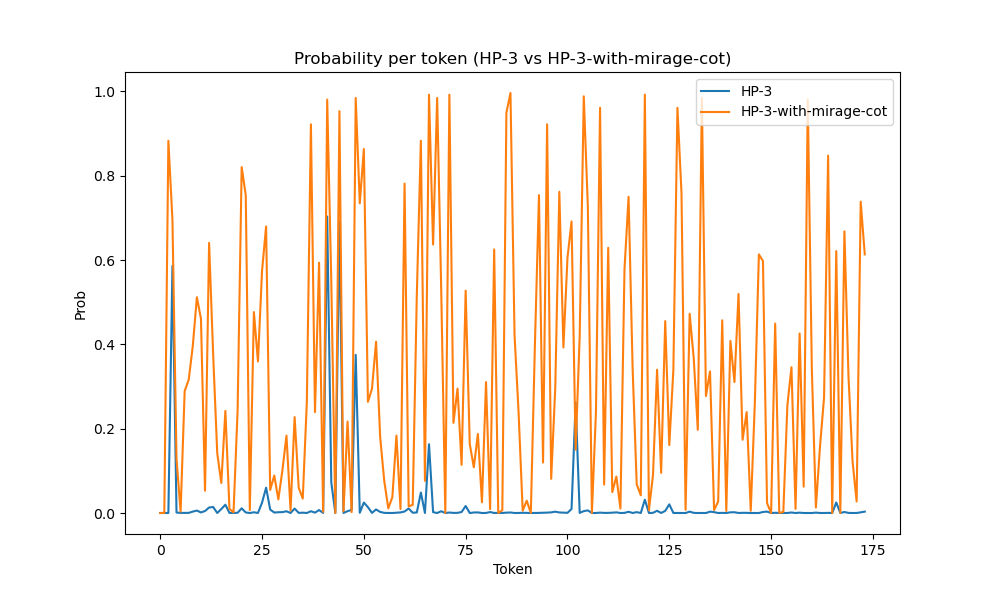 Probability per token (HP-3 vs HP-3-with-mirage-cot)
HP-3
HP-3-with-mirage-cot
Prob
1.0
0.8
0.6
0.4
0.2
0.0
0
25
50
75
100
125
150
175
Token